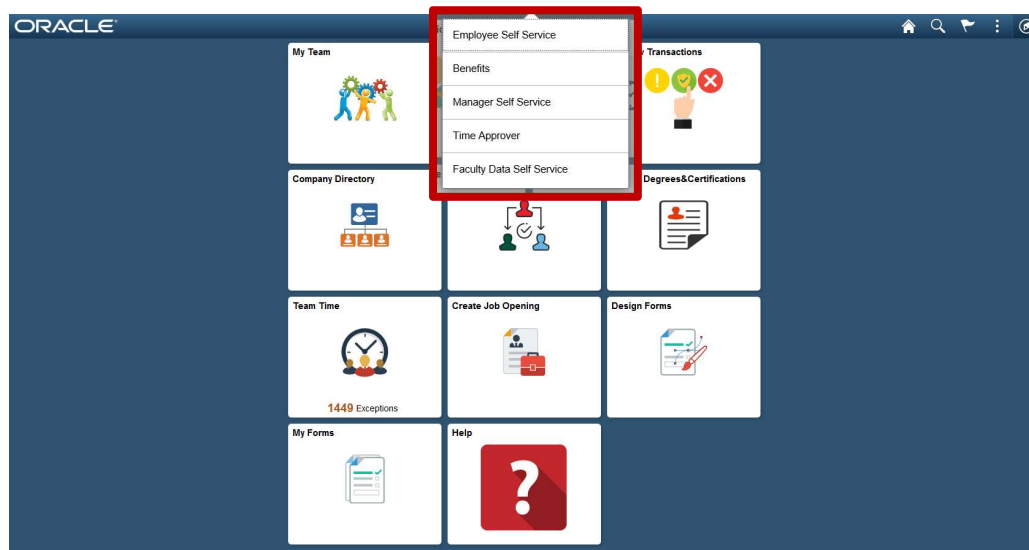 ORACLE
Employee Self Service
Benefits
Manager Self Service
Time Approver
Faculty Data Self Service
My Team
Transactions
Company Directory
Degrees&Certifications
Team Time
1449 Exceptions
Create Job Opening
Design Forms
My Forms
Help
?